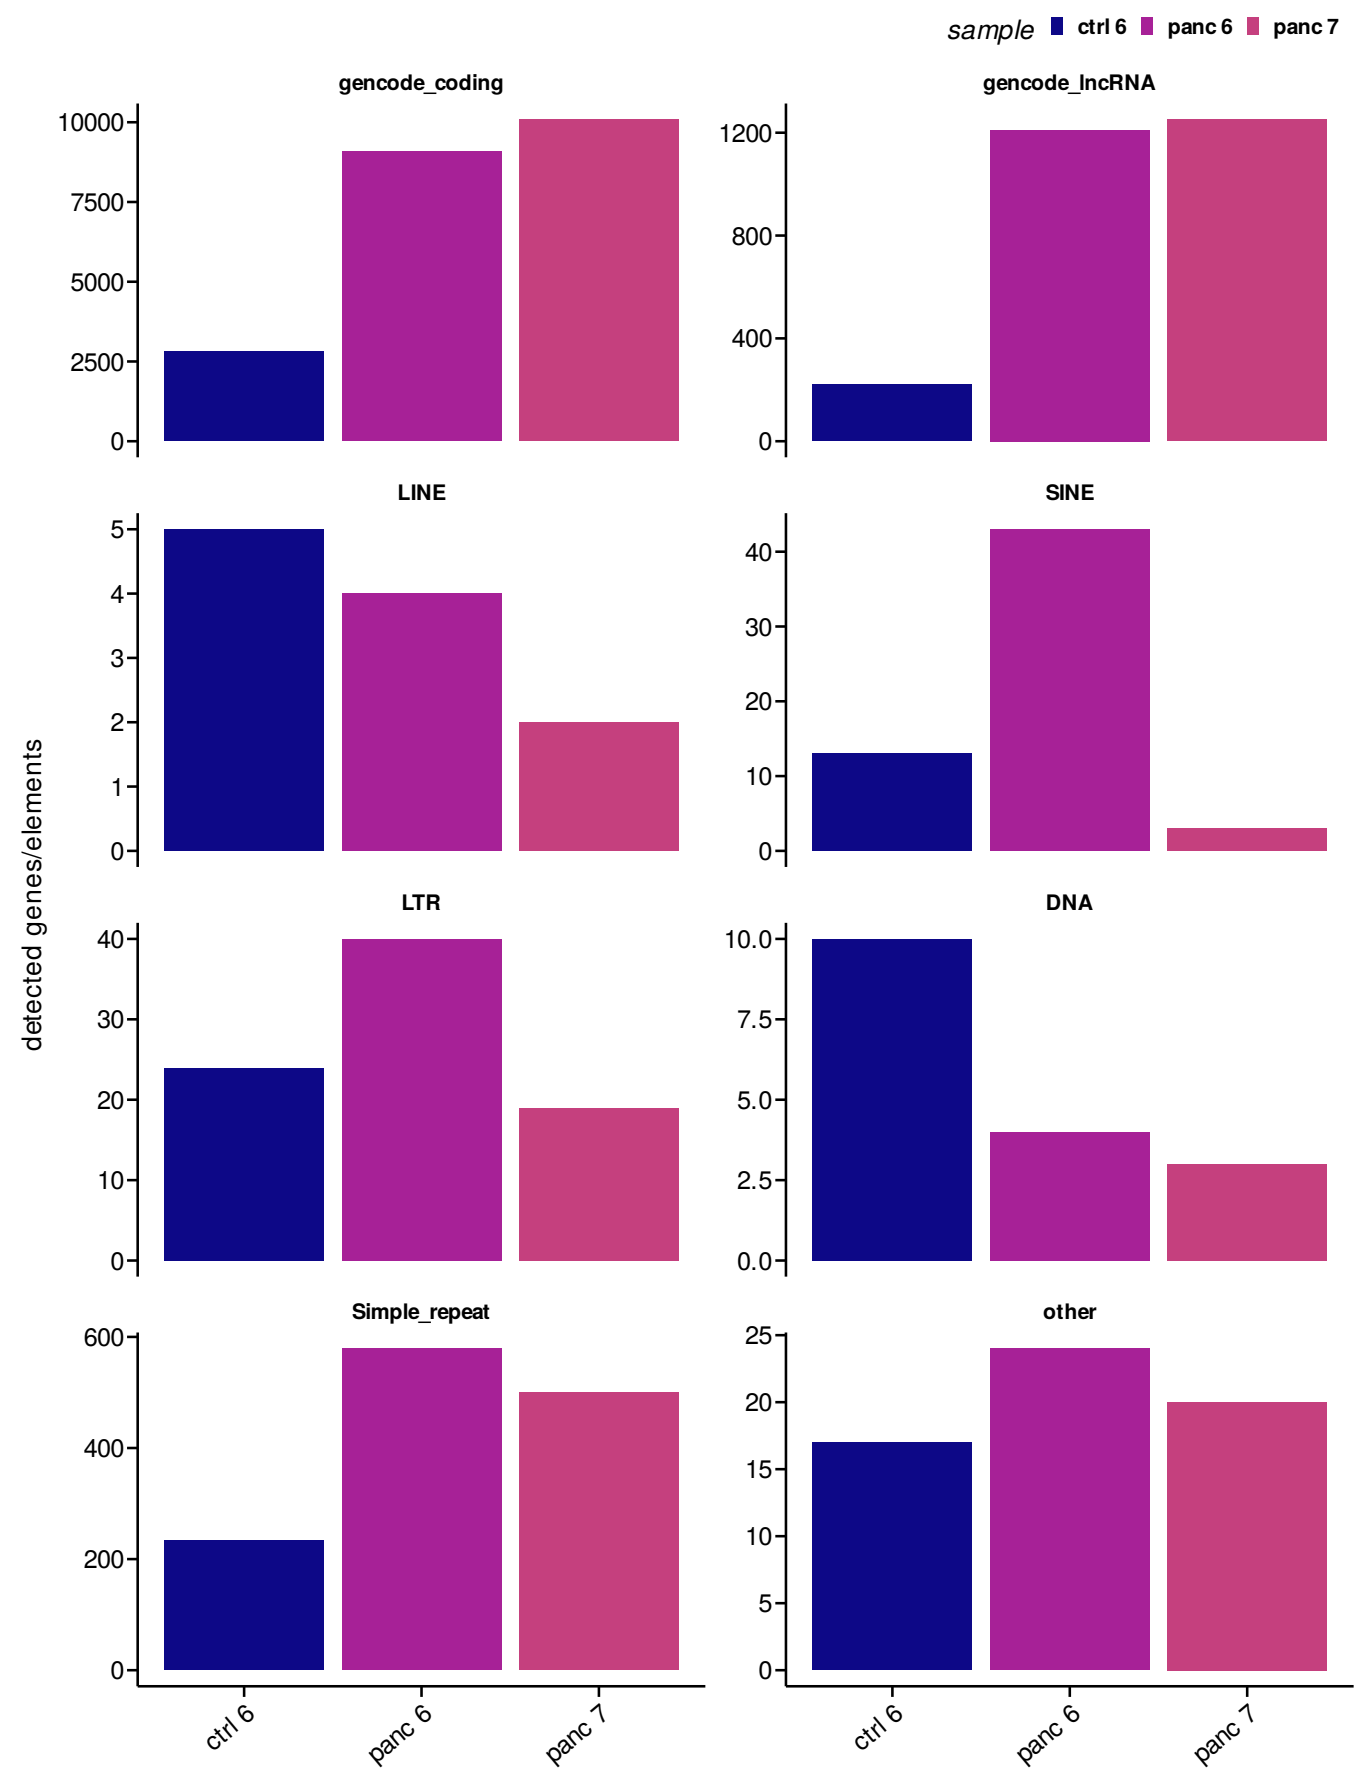 sample ctrl 6 panc 6 panc 7
gencode_coding
10000
7500
5000
2500
0
gencode_lncRNA
1200
800
400
0
LINE
5
4
3
2
1
0
SINE
40
30
20
10
0
detected genes/elements
LTR
40
30
20
10
0
DNA
10.0
7.5
5.0
2.5
0.0
Simple_repeat
600
400
200
0
ctrl 6
panc 6
panc 7
other
25
20
15
10
5
0
ctrl 6
panc 6
panc 7